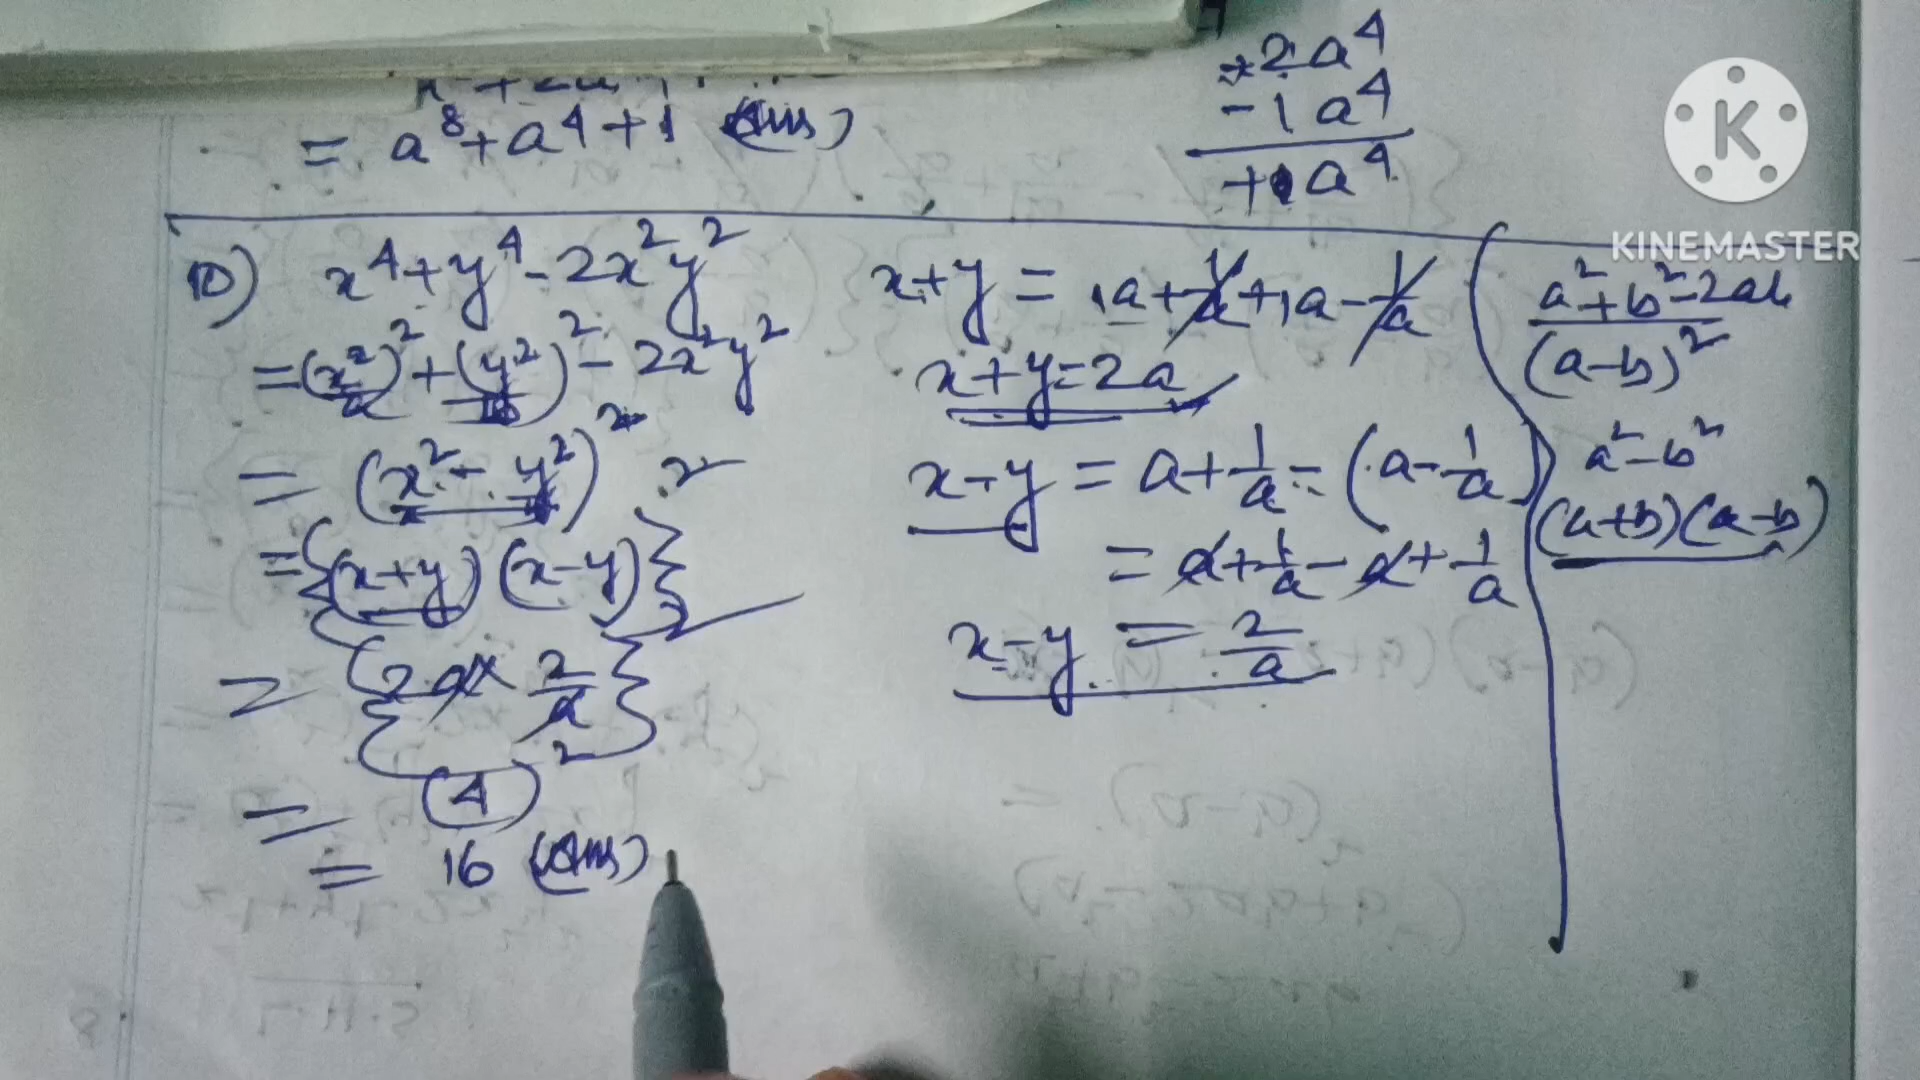 = a⁸+a⁴+1 (Ans)
+2a⁴
-1a⁴
+1a⁴
K
KINEMASTER
10) x⁴+y⁴-2x²y²
=(x²)²+(y²)²-2x²y²
= (x²-y²)²
={(x+y)(x-y)}²
= {2a×2/a}²
= (4)²
= 16 (Ans)
x+y = 1a+1/a+1a-1/a
x+y=2a
x-y = a+1/a-(a-1/a)
= a+1/a-a+1/a
x-y = 2/a
a²+b²-2ab
(a-b)²
a²-b²
(a+b)(a-b)